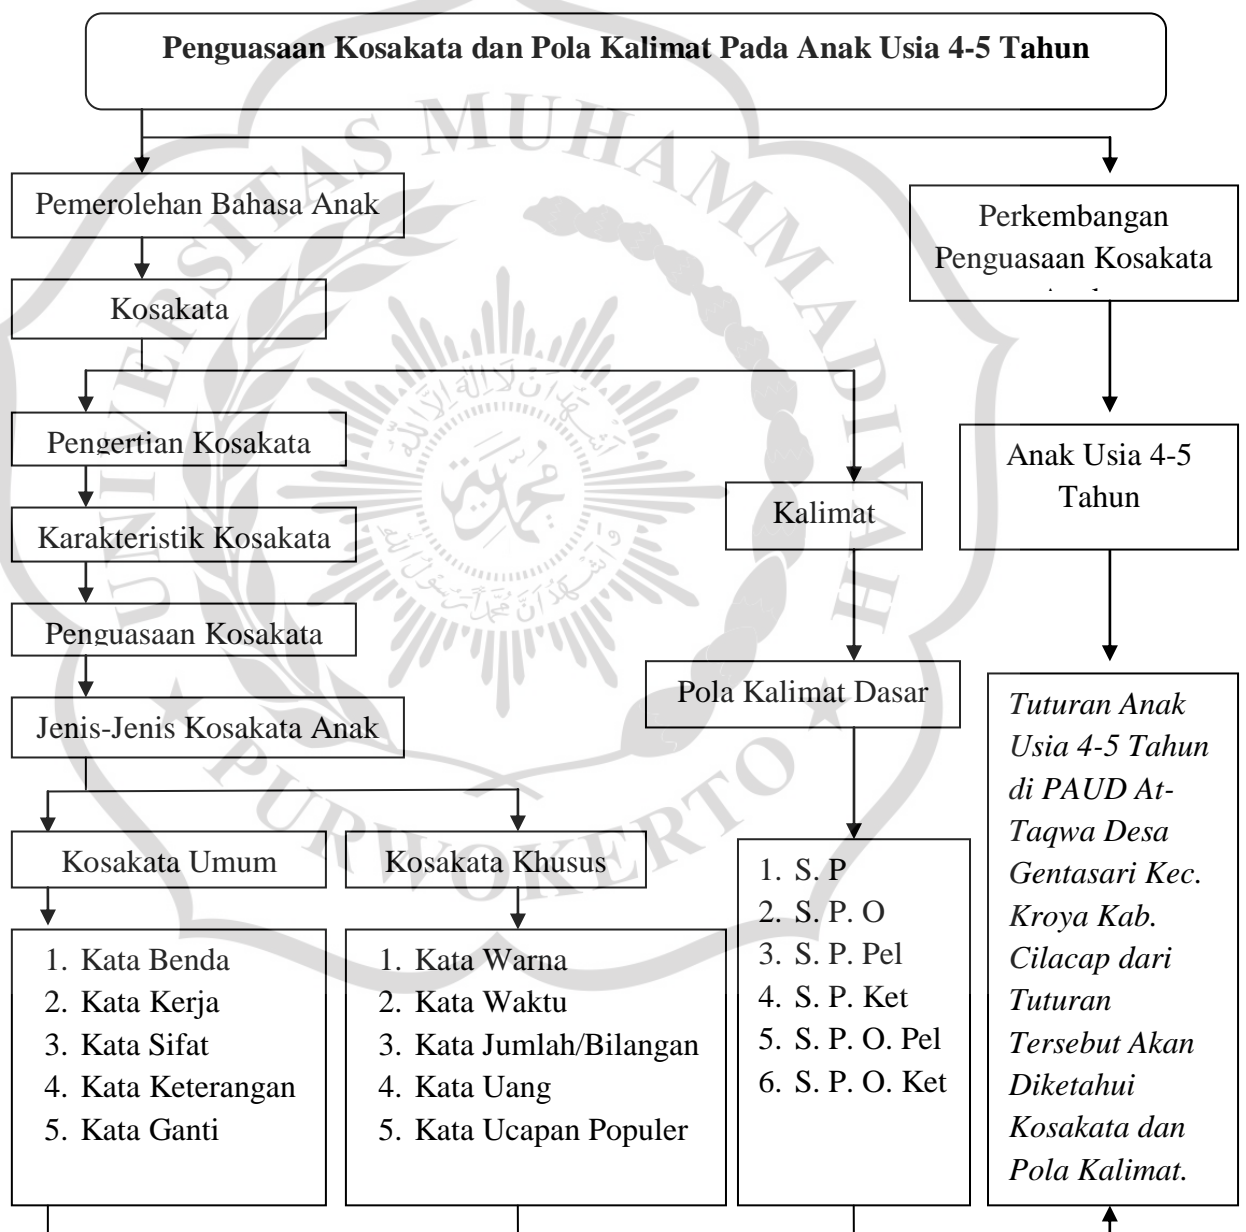 Penguasaan Kosakata dan Pola Kalimat Pada Anak Usia 4-5 Tahun
Pemerolehan Bahasa Anak
Kosakata
Pengertian Kosakata
Karakteristik Kosakata
Penguasaan Kosakata
Jenis-Jenis Kosakata Anak
Kosakata Umum
1. Kata Benda
2. Kata Kerja
3. Kata Sifat
4. Kata Keterangan
5. Kata Ganti
Kosakata Khusus
1. Kata Warna
2. Kata Waktu
3. Kata Jumlah/Bilangan
4. Kata Uang
5. Kata Ucapan Populer
Kalimat
Pola Kalimat Dasar
1. S. P
2. S. P. O
3. S. P. Pel
4. S. P. Ket
5. S. P. O. Pel
6. S. P. O. Ket
Perkembangan
Penguasaan Kosakata
Anak Usia 4-5
Tahun
Tuturan Anak
Usia 4-5 Tahun
di PAUD At-
Taqwa Desa
Gentasari Kec.
Kroya Kab.
Cilacap dari
Tuturan
Tersebut Akan
Diketahui
Kosakata dan
Pola Kalimat.
UNIVERSITAS MUHAMMADIYAH
PURWOKERTO